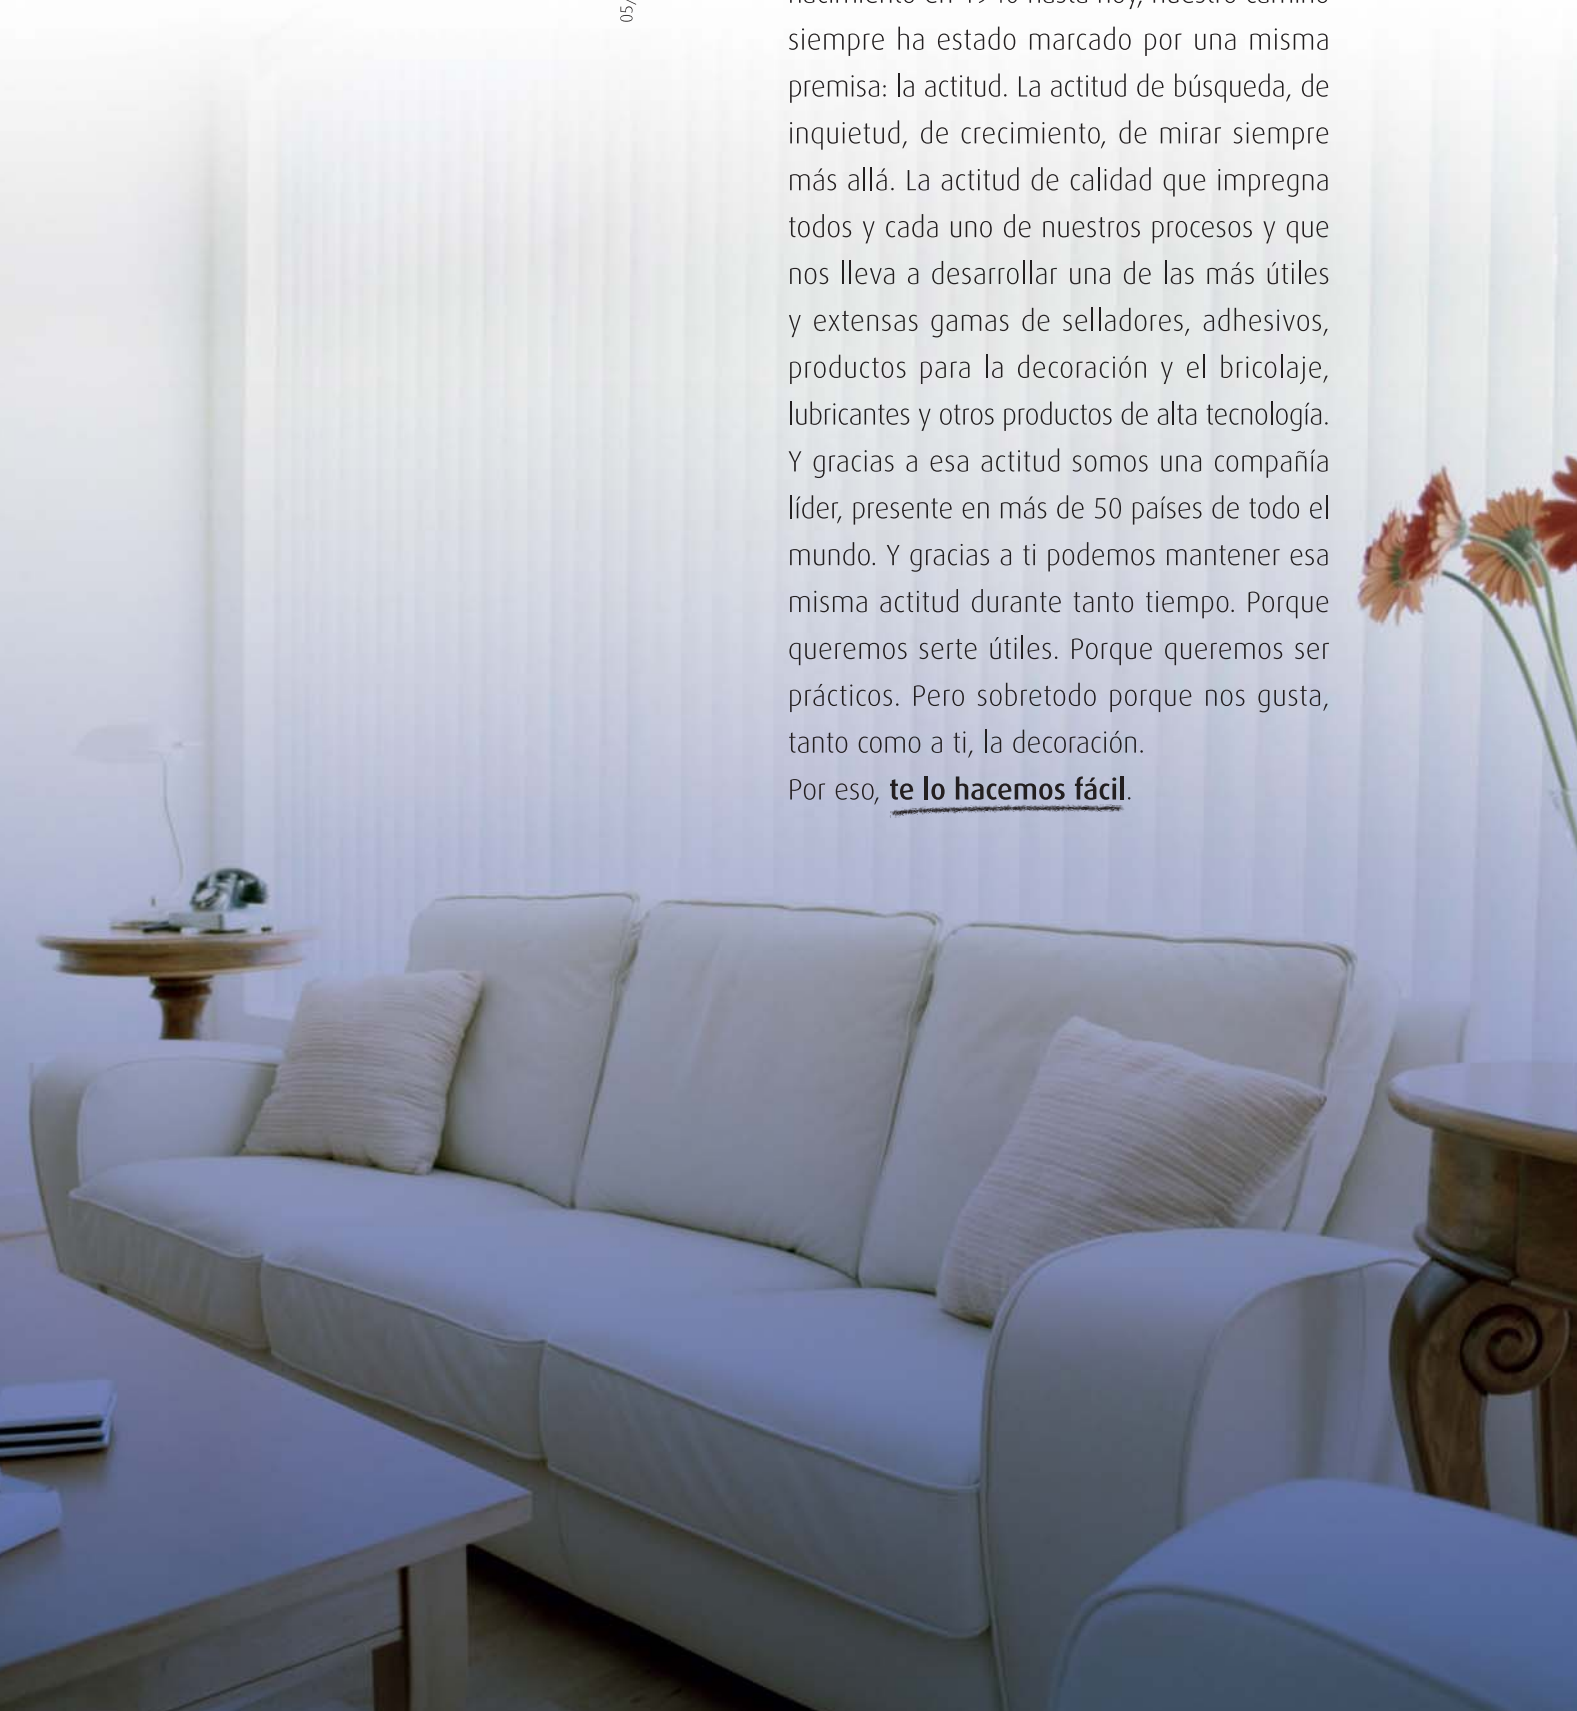 05/
siempre ha estado marcado por una misma
premisa: la actitud. La actitud de búsqueda, de
inquietud, de crecimiento, de mirar siempre
más allá. La actitud de calidad que impregna
todos y cada uno de nuestros procesos y que
nos lleva a desarrollar una de las más útiles
y extensas gamas de selladores, adhesivos,
productos para la decoración y el bricolaje,
lubricantes y otros productos de alta tecnología.
Y gracias a esa actitud somos una compañía
líder, presente en más de 50 países de todo el
mundo. Y gracias a ti podemos mantener esa
misma actitud durante tanto tiempo. Porque
queremos serte útiles. Porque queremos ser
prácticos. Pero sobretodo porque nos gusta,
tanto como a ti, la decoración.
Por eso, te lo hacemos fácil.